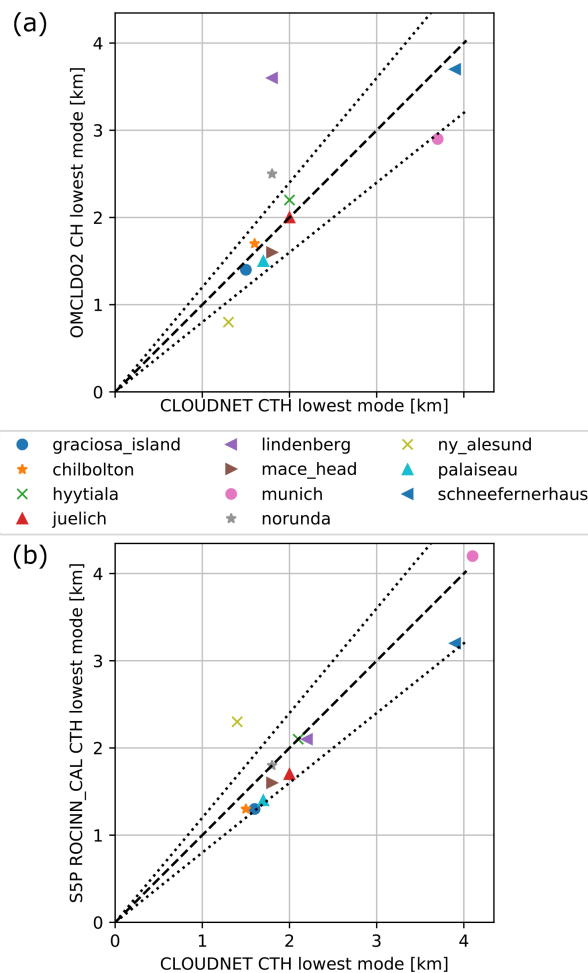 (a)
OMCLDO2 CH lowest mode [km]
4
3
2
1
0
CLOUDNET CTH lowest mode [km]
graciosa_island
chilbolton
hyytiala
juelich
lindenberg
mace_head
munich
norunda
ny_alesund
palaiseau
schneefernerhaus
(b)
S5P ROCINN_CAL CTH lowest mode [km]
4
3
2
1
0
0 1 2 3 4
CLOUDNET CTH lowest mode [km]